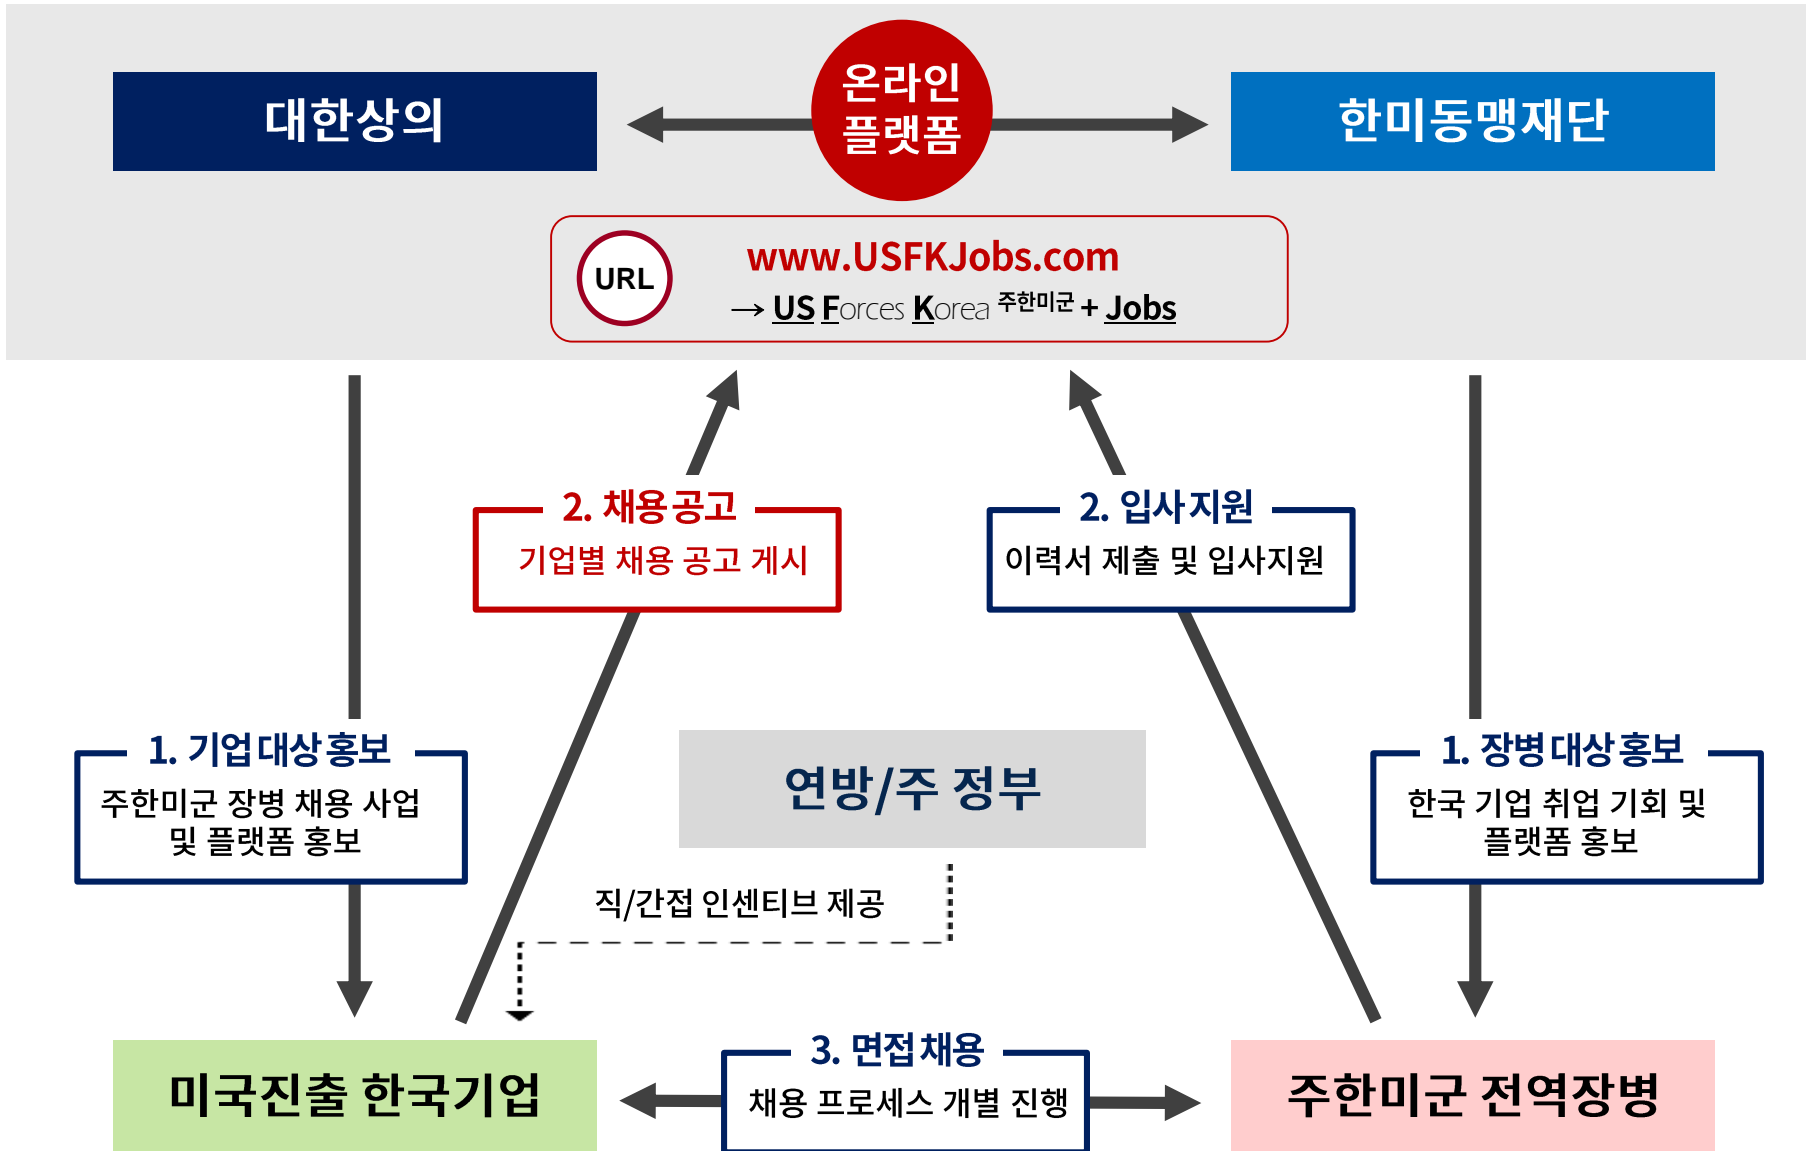 대한상의
온라인
플랫폼
한미동맹재단
URL
www.USFKJobs.com
→ US Forces Korea 주한미군 + Jobs
2. 채용공고
기업별 채용 공고 게시
2. 입사지원
이력서 제출 및 입사지원
1. 기업대상홍보
주한미군 장병 채용 사업
및 플랫폼 홍보
연방/주 정부
1. 장병대상홍보
한국 기업 취업 기회 및
플랫폼 홍보
직/간접 인센티브 제공
미국진출 한국기업
3. 면접채용
채용 프로세스 개별 진행
주한미군 전역장병